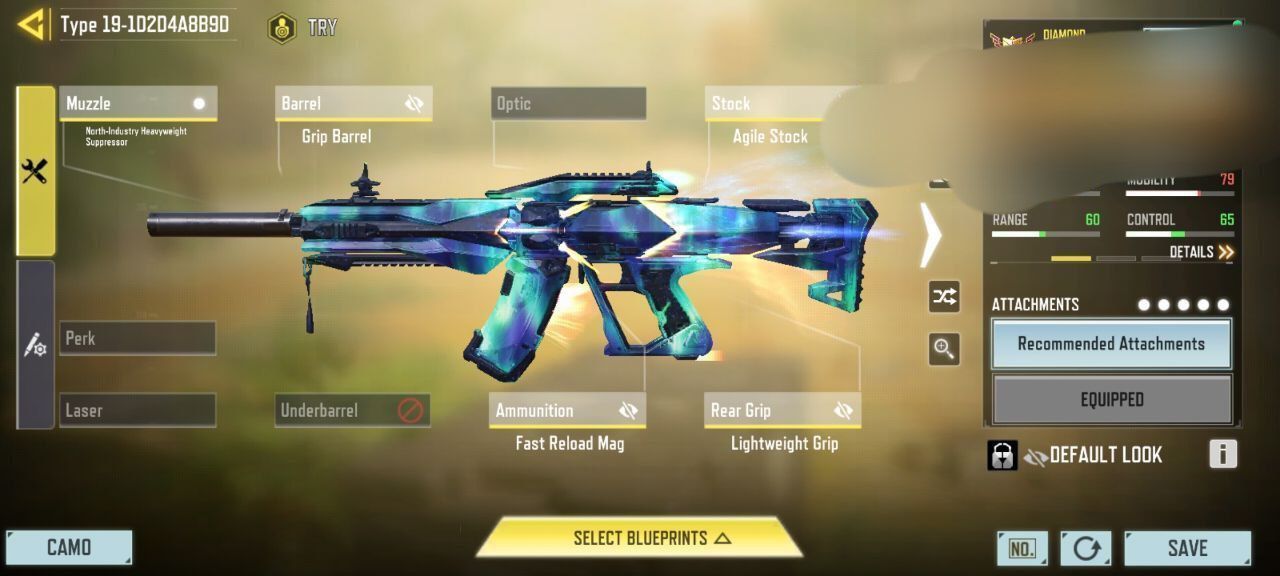 Type 19-1D2D4A8B9D
TRY
DIAMOND
Muzzle
North-Industry Heavyweight
Suppressor
Barrel
Grip Barrel
Optic
Stock
Agile Stock
MOBILITY 79
RANGE 60
CONTROL 65
DETAILS
ATTACHMENTS
Recommended Attachments
EQUIPPED
Perk
Laser
Underbarrel
Ammunition
Fast Reload Mag
Rear Grip
Lightweight Grip
DEFAULT LOOK
SELECT BLUEPRINTS
CAMO
NO.
SAVE